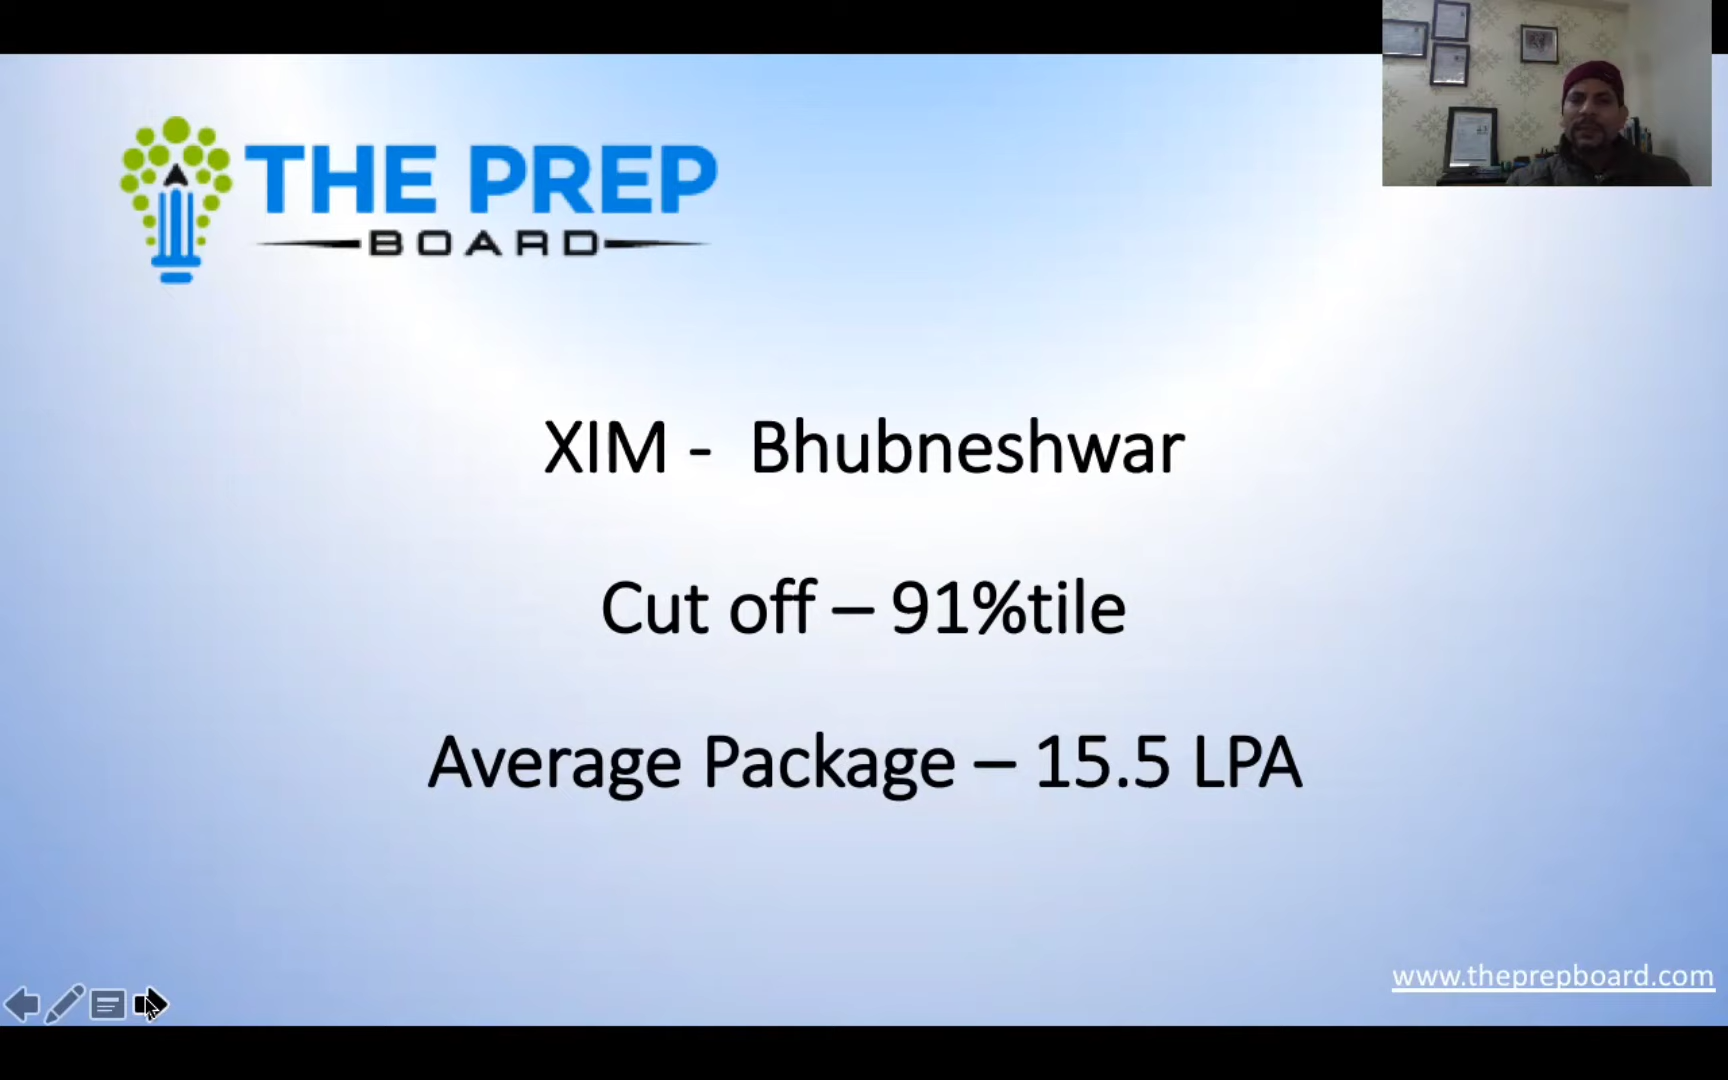 THE PREP
BOARD
XIM - Bhubneshwar
Cut off – 91%tile
Average Package – 15.5 LPA
www.theprepboard.com